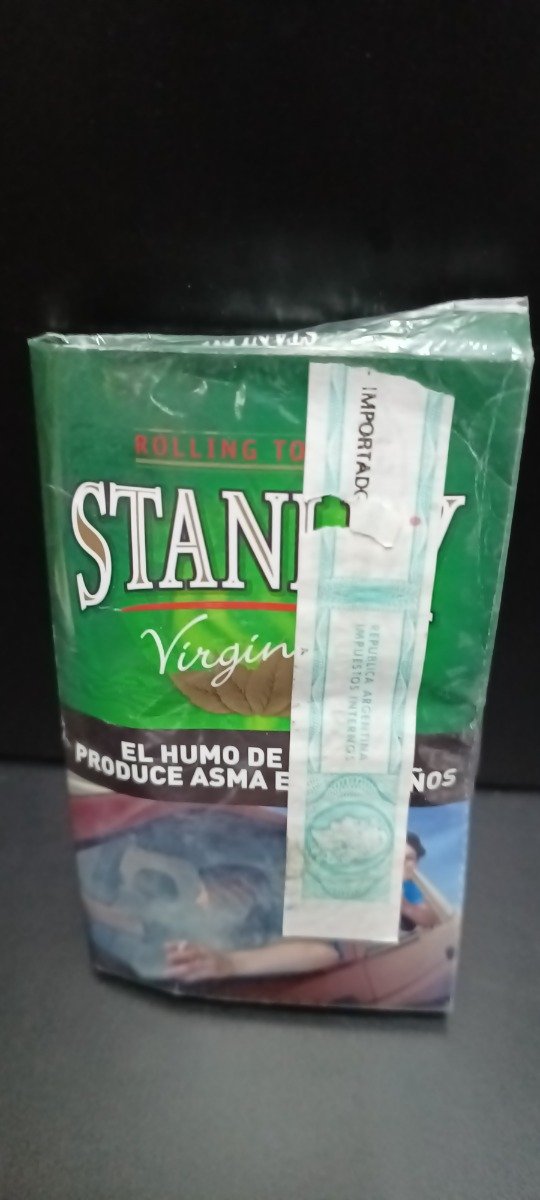 ROLLING TO
STAN Y
Virgin
EL HUMO DE
PRODUCE ASMA E ÑOS
- IMPORTADO
REPUBLICA ARGENTINA
IMPUESTOS INTERNOS